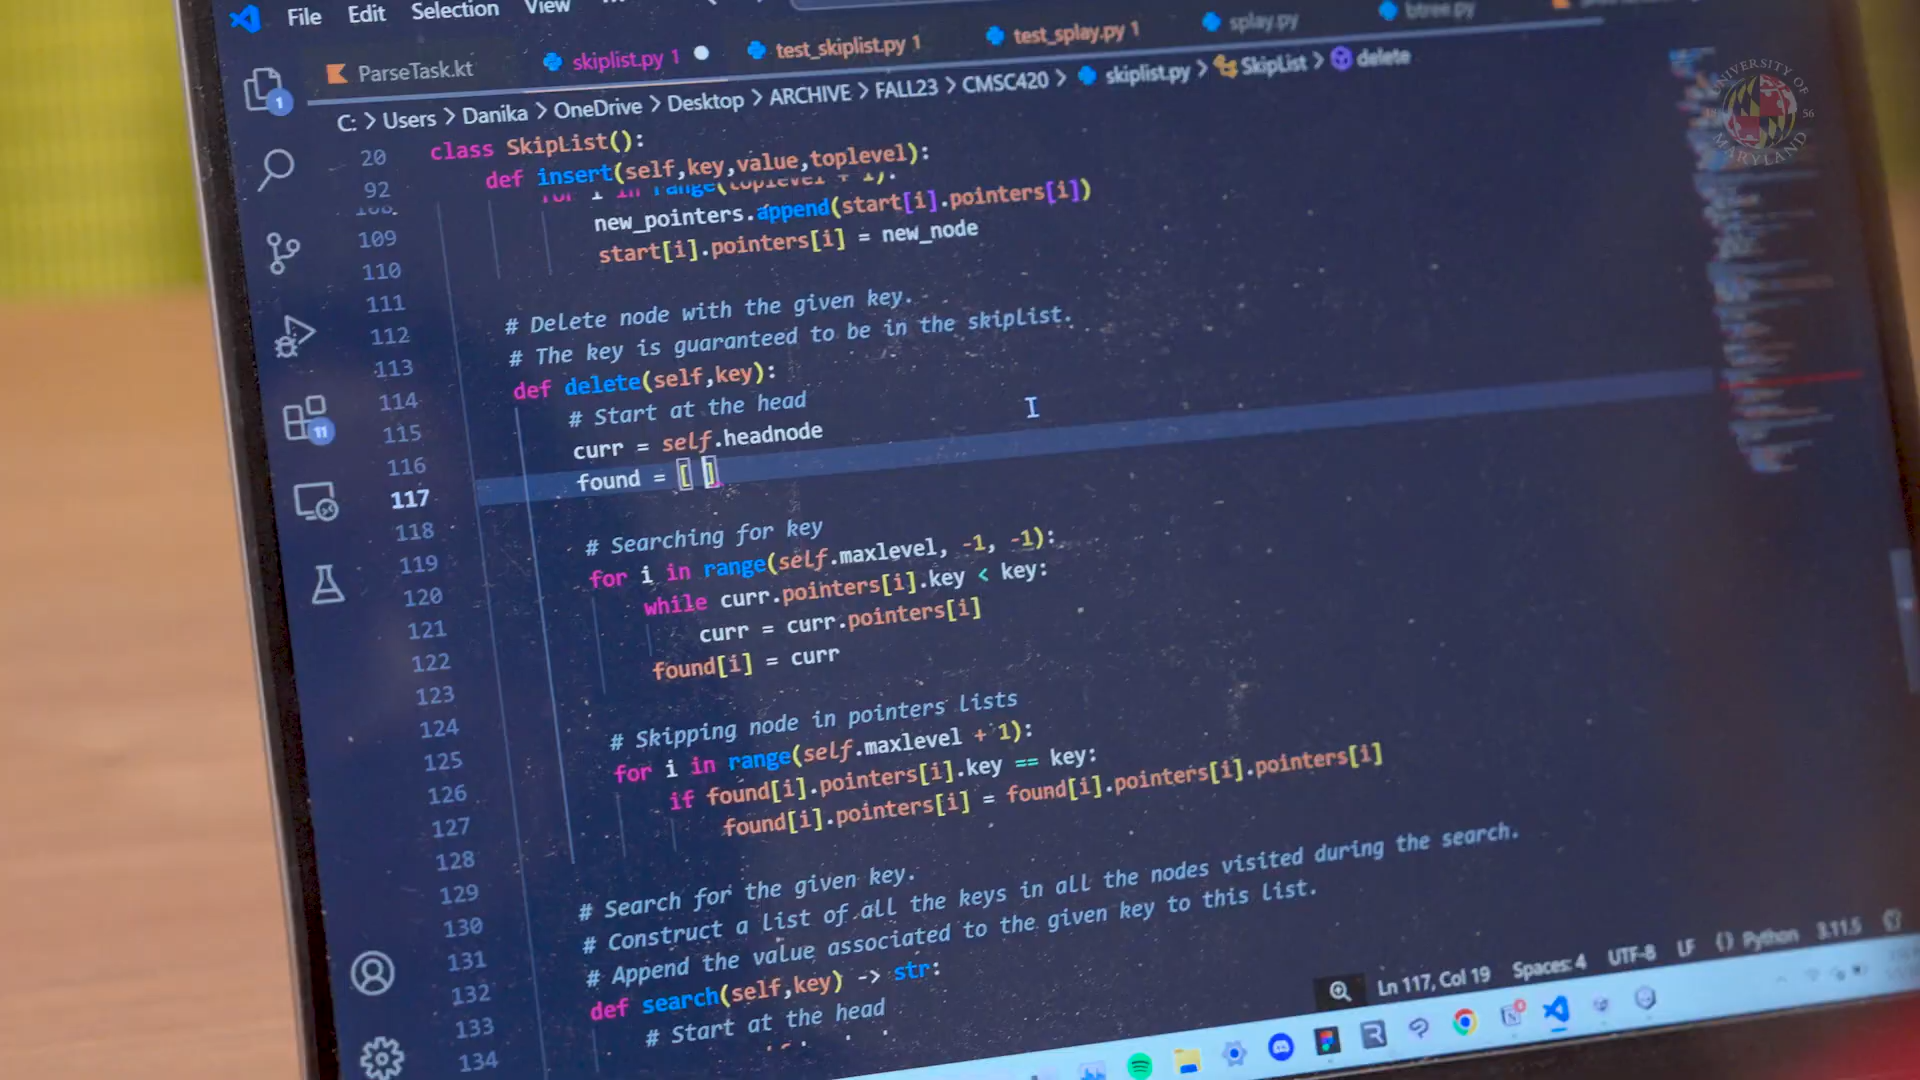 File Edit Selection View
ParseTask.kt skiplist.py 1 test_skiplist.py 1 test_splay.py 1 splay.py btree.py
C: > Users > Danika > OneDrive > Desktop > ARCHIVE > FALL23 > CMSC420 > skiplist.py > SkipList > delete
UNIVERSITY OF MARYLAND 56
20 class SkipList():
92 def insert(self,key,value,toplevel):
for i in range(toplevel + 1):
109 new_pointers.append(start[i].pointers[i])
110 start[i].pointers[i] = new_node
111
112 # Delete node with the given key.
113 # The key is guaranteed to be in the skiplist.
114 def delete(self,key):
115 # Start at the head
116 curr = self.headnode
117 found = [ ]
118
119 # Searching for key
120 for i in range(self.maxlevel, -1, -1):
121 while curr.pointers[i].key < key:
122 curr = curr.pointers[i]
123 found[i] = curr
124
125 # Skipping node in pointers lists
126 for i in range(self.maxlevel + 1):
127 if found[i].pointers[i].key == key:
128 found[i].pointers[i] = found[i].pointers[i].pointers[i]
129
130 # Search for the given key.
131 # Construct a list of all the keys in all the nodes visited during the search.
132 # Append the value associated to the given key to this list.
133 def search(self,key) -> str:
134 # Start at the head
1
11
Ln 117, Col 19 Spaces: 4 UTF-8 LF {} Python 3.11.5